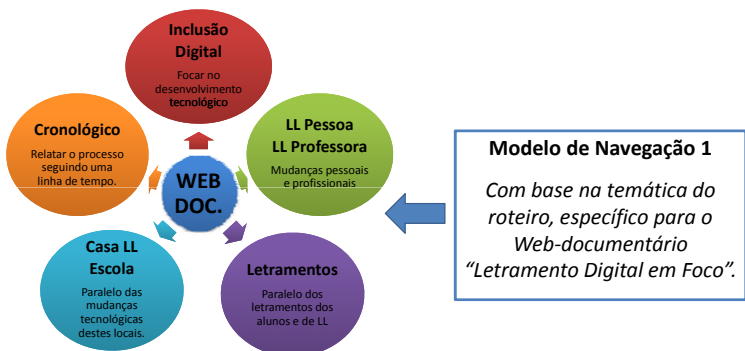 Inclusão
Digital
Focar no
desenvolvimento
tecnológico
Cronológico
Relatar o processo
seguindo uma
linha de tempo.
LL Pessoa
LL Professora
Mudanças pessoais
e profissionais
WEB
DOC.
Casa LL
Escola
Paralelo das
mudanças
tecnológicas
destes locais.
Letramentos
Paralelo dos
letramentos dos
alunos e de LL
Modelo de Navegação 1
Com base na temática do
roteiro, específico para o
Web-documentário
“Letramento Digital em Foco”.